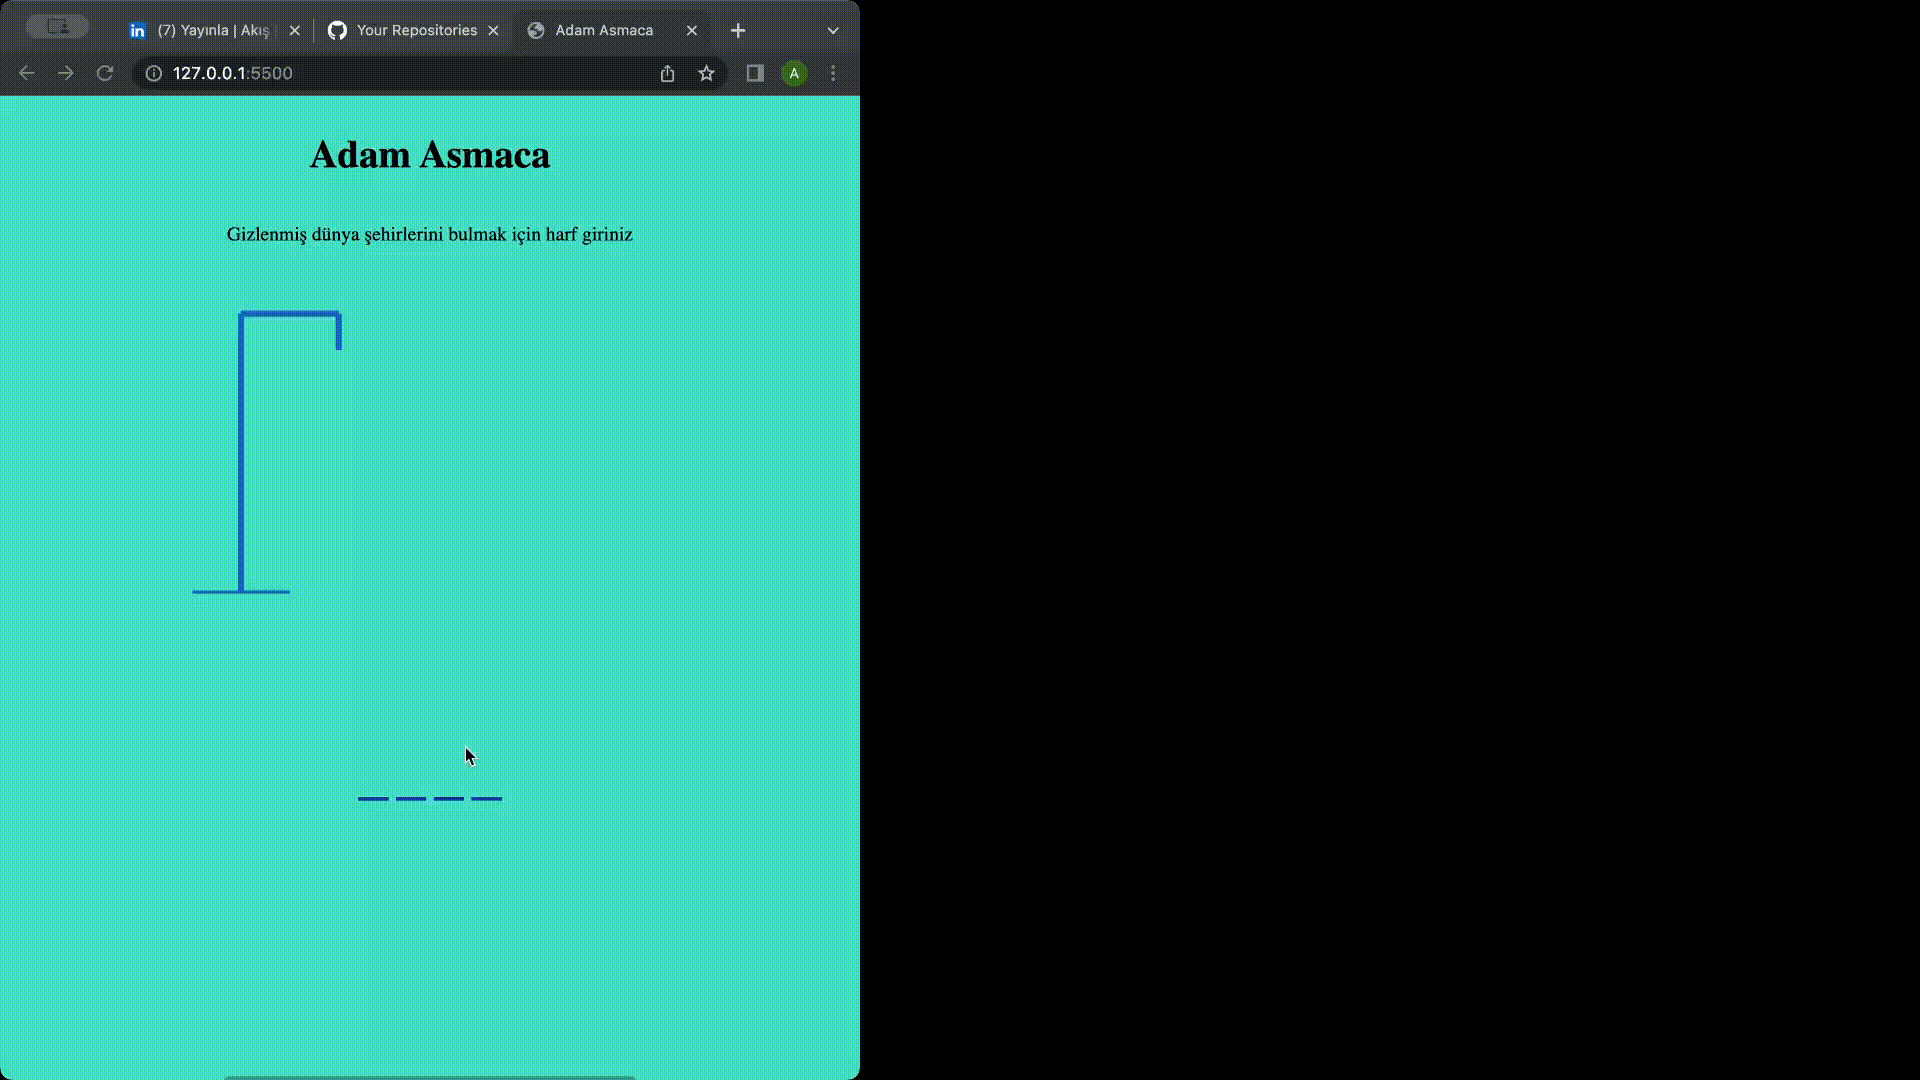 (7) Yayınla | Akış
Your Repositories
Adam Asmaca
127.0.0.1:5500
A
Adam Asmaca
Gizlenmiş dünya şehirlerini bulmak için harf giriniz